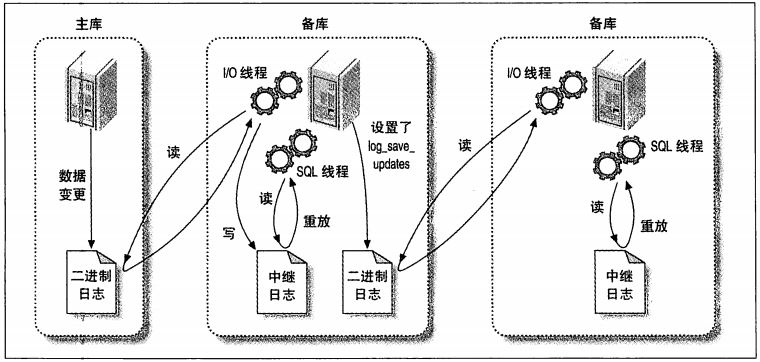 主库
数据
变更
二进制
日志
读
备库
I/O 线程
SQL 线程
读
重放
写
中继
日志
设置了
log_save_
updates
二进制
日志
读
备库
I/O 线程
SQL 线程
读
重放
中继
日志